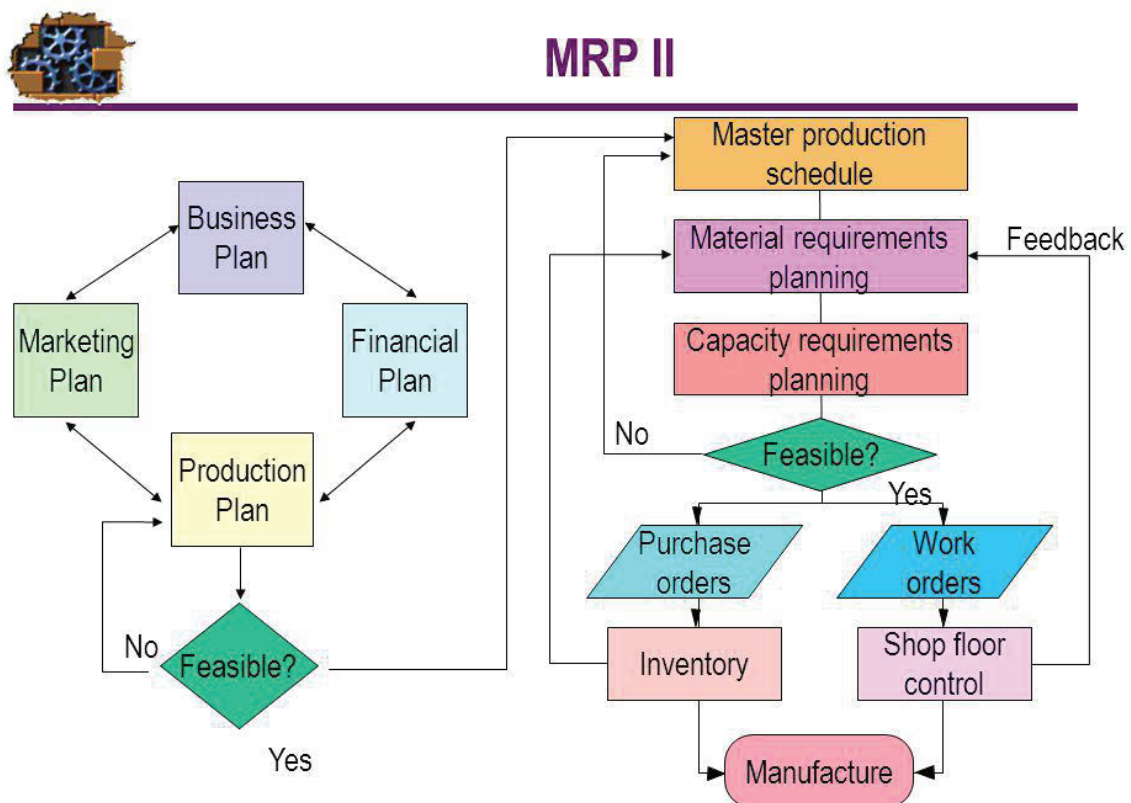 MRP II
Business
Plan
Marketing
Plan
Financial
Plan
Production
Plan
No
Feasible?
Yes
Master production
schedule
Material requirements
planning
Feedback
Capacity requirements
planning
No
Feasible?
Yes
Purchase
orders
Work
orders
Inventory
Shop floor
control
Manufacture